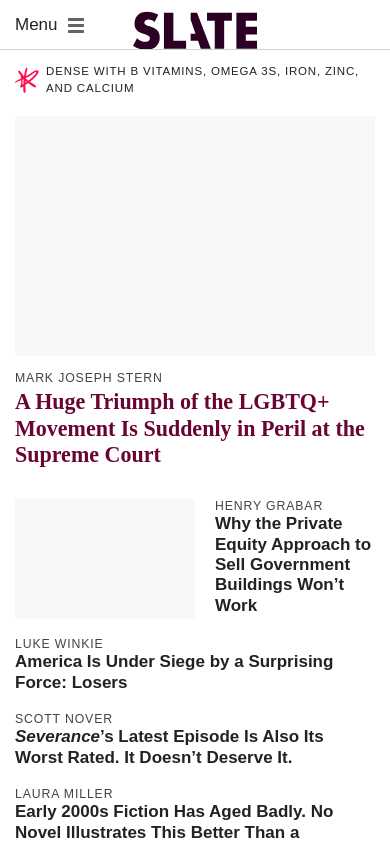 Menu
SLATE
DENSE WITH B VITAMINS, OMEGA 3S, IRON, ZINC,
AND CALCIUM
MARK JOSEPH STERN
A Huge Triumph of the LGBTQ+
Movement Is Suddenly in Peril at the
Supreme Court
HENRY GRABAR
Why the Private
Equity Approach to
Sell Government
Buildings Won’t
Work
LUKE WINKIE
America Is Under Siege by a Surprising
Force: Losers
SCOTT NOVER
Severance’s Latest Episode Is Also Its
Worst Rated. It Doesn’t Deserve It.
LAURA MILLER
Early 2000s Fiction Has Aged Badly. No
Novel Illustrates This Better Than a